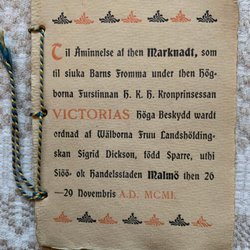 Til Åminnelse af then Marknadt, som
til siuka Barns Fromma under then Hög-
borna Furstinnan H. K. H. Kronprinsessan
VICTORIAS Höga Beskydd wardt
ordnad af Wälborna Fruu Landshölding-
skan Sigrid Dickson, född Sparre, uthi
Siöö- ok Handelsstaden Malmö then 26
—29 Novembris A.D. MCMI.